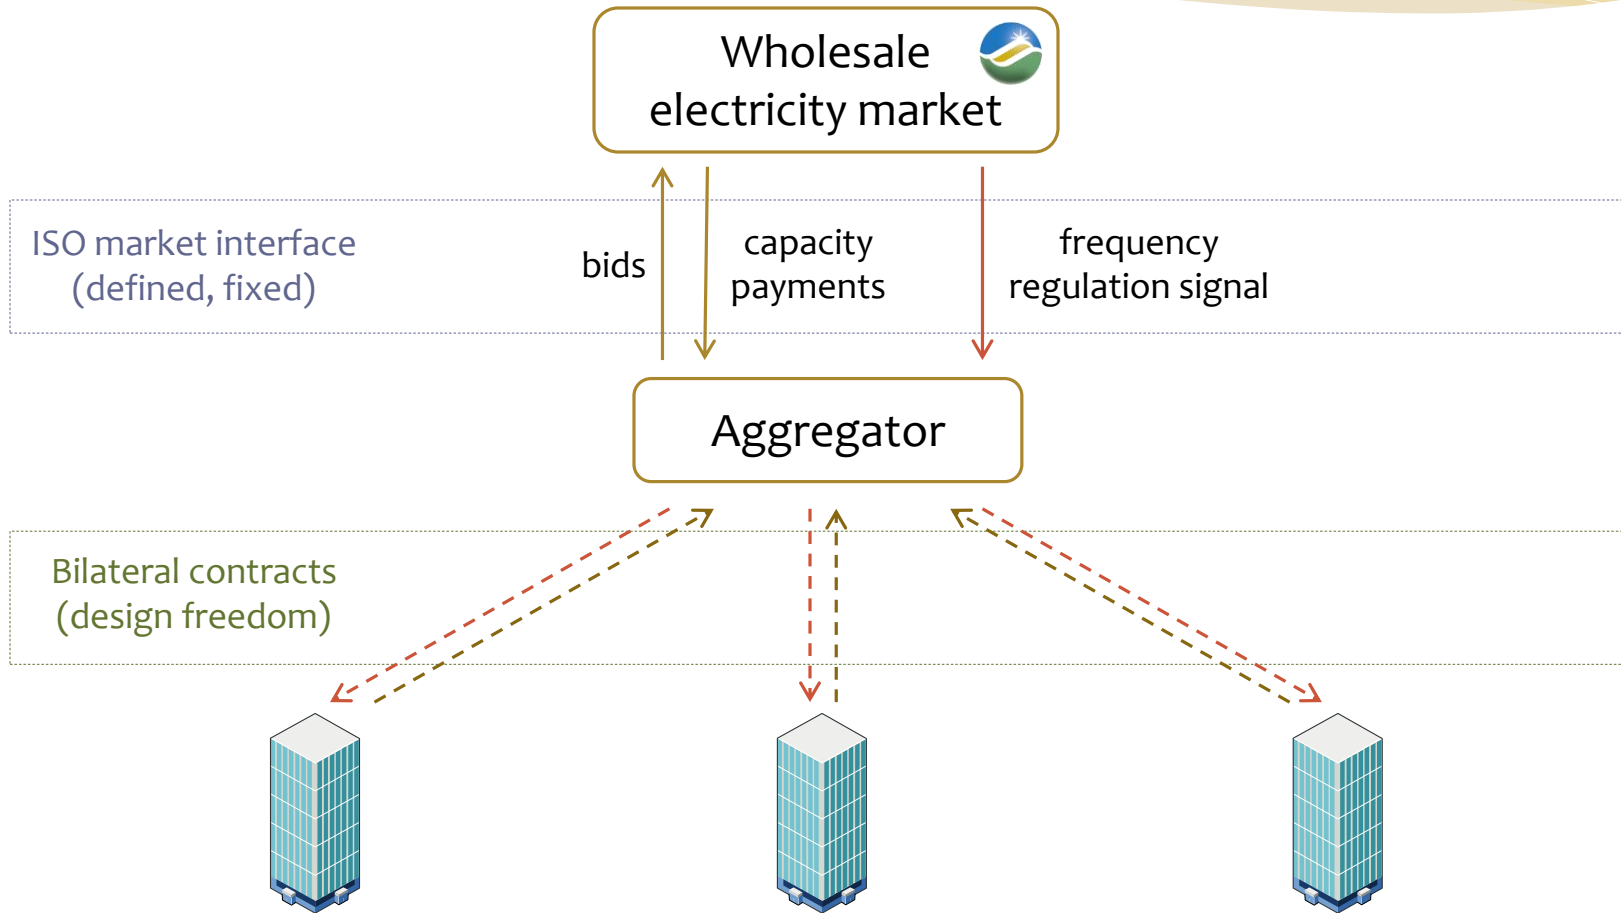 Wholesale
electricity market
ISO market interface
(defined, fixed)
bids
capacity
payments
frequency
regulation signal
Aggregator
Bilateral contracts
(design freedom)